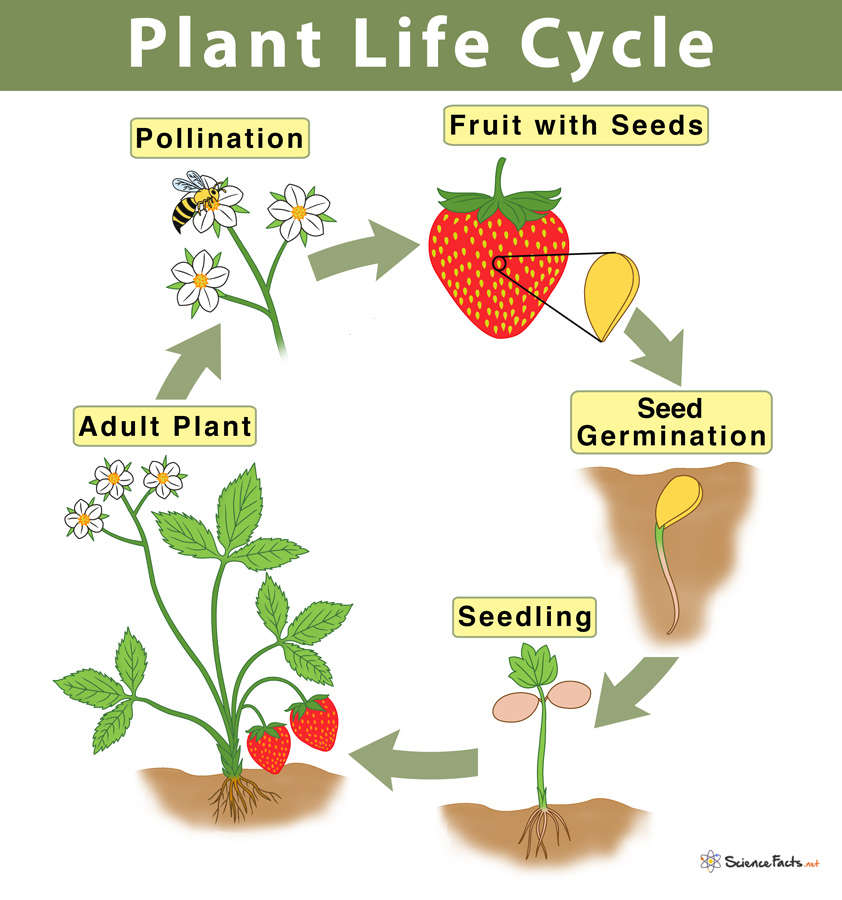 Plant Life Cycle
Pollination
Fruit with Seeds
Seed
Germination
Seedling
Adult Plant
ScienceFacts.net